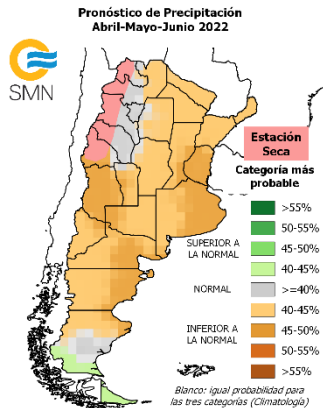 Pronóstico de Precipitación
Abril-Mayo-Junio 2022
SMN
Estación
Seca
Categoría más
probable
>55%
50-55%
45-50%
SUPERIOR A
LA NORMAL
40-45%
NORMAL
>=40%
40-45%
INFERIOR A
LA NORMAL
45-50%
50-55%
>55%
Blanco: igual probabilidad para
las tres categorías (Climatología)